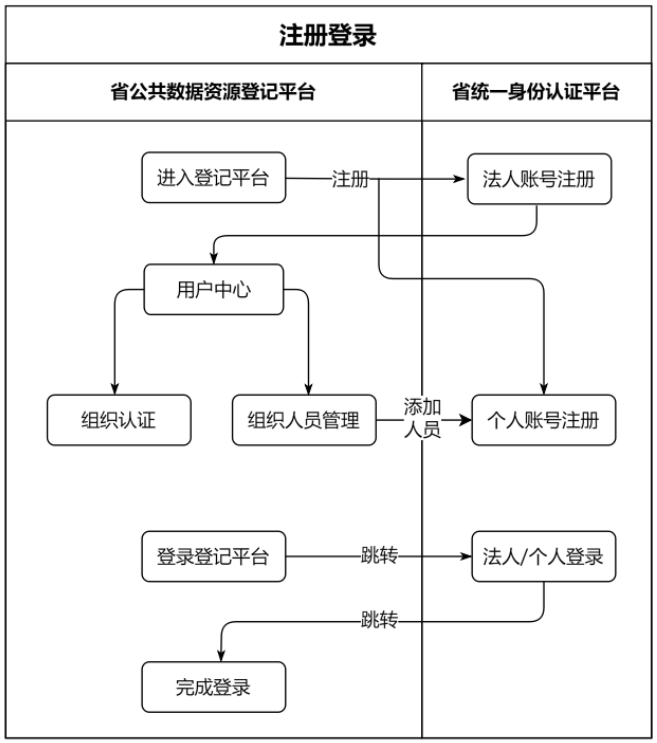 注册登录
省公共数据资源登记平台
省统一身份认证平台
进入登记平台
注册
法人账号注册
用户中心
组织认证
组织人员管理
添加
人员
个人账号注册
登录登记平台
跳转
法人/个人登录
跳转
完成登录